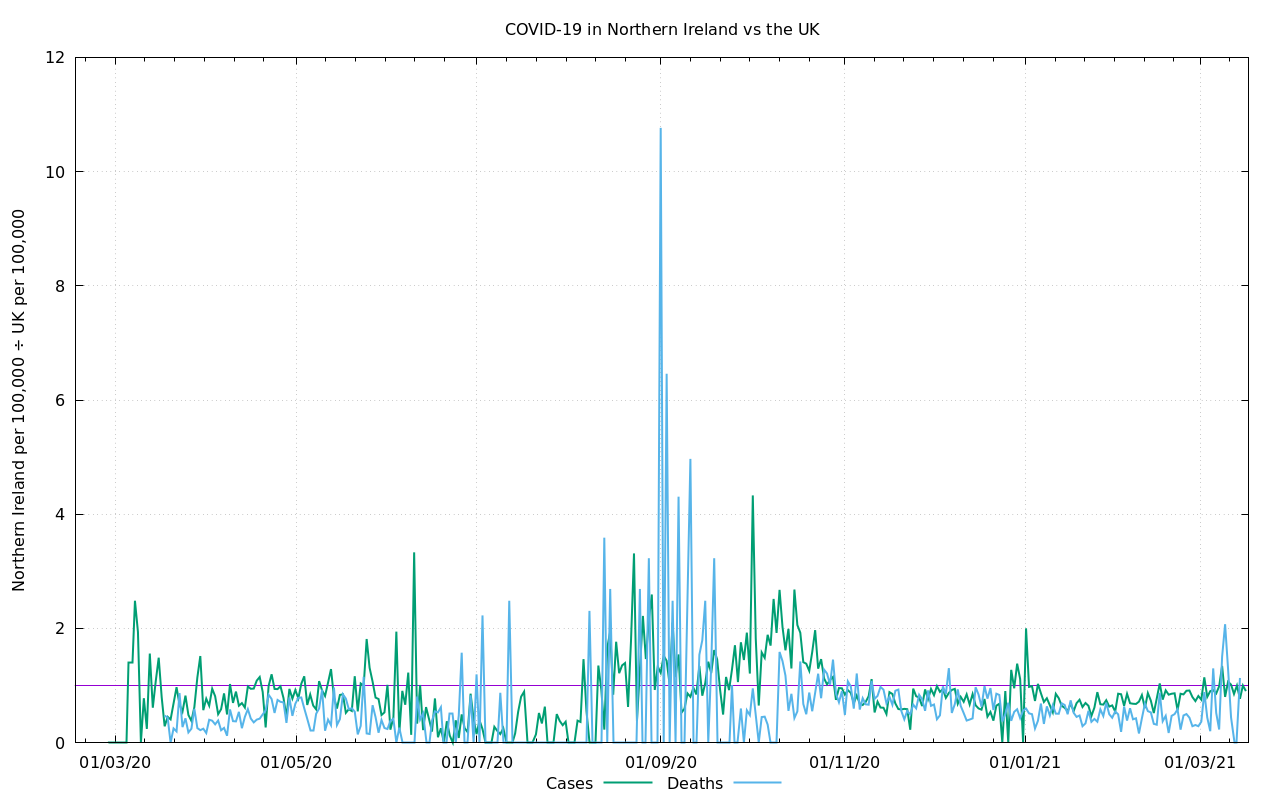 COVID-19 in Northern Ireland vs the UK
Northern Ireland per 100,000 ÷ UK per 100,000
12
10
8
6
4
2
0
01/03/20 01/05/20 01/07/20 01/09/20 01/11/20 01/01/21 01/03/21
Cases Deaths